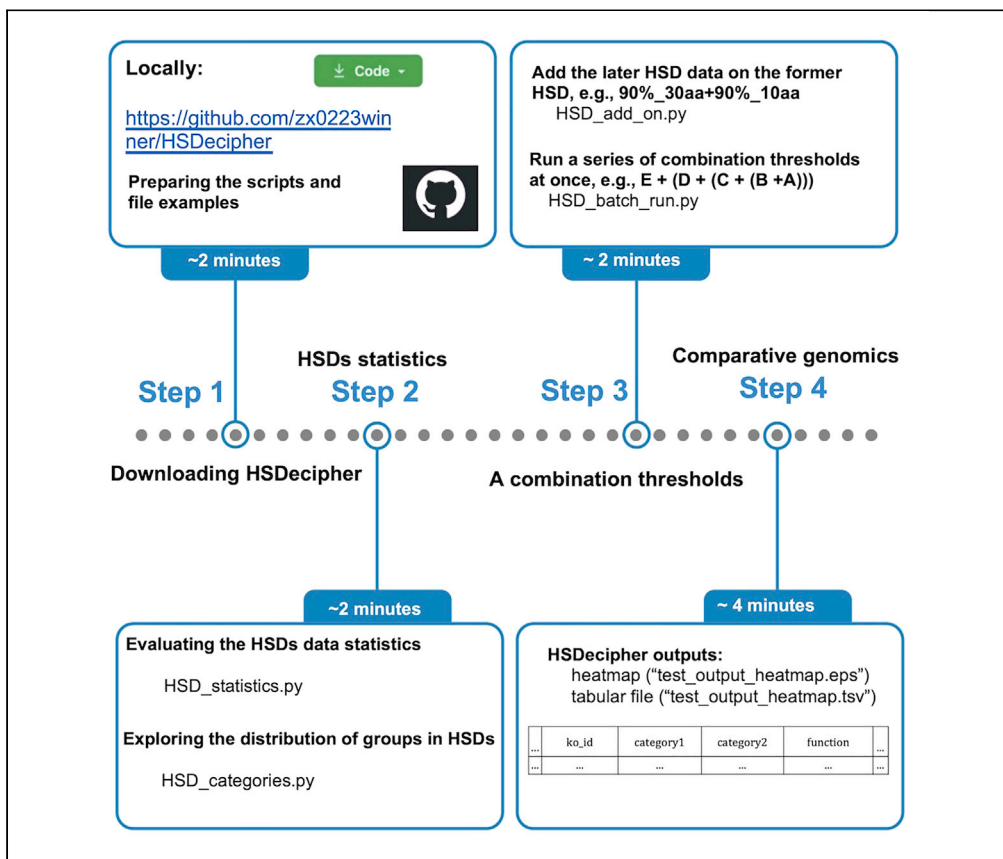 Locally:
Code
https://github.com/zx0223win
ner/HSDecipher
Preparing the scripts and
file examples
~2 minutes
Add the later HSD data on the former
HSD, e.g., 90%_30aa+90%_10aa
HSD_add_on.py
Run a series of combination thresholds
at once, e.g., E + (D + (C + (B +A)))
HSD_batch_run.py
~ 2 minutes
Step 1
HSDs statistics
Step 2
Step 3
Comparative genomics
Step 4
Downloading HSDecipher
A combination thresholds
~2 minutes
Evaluating the HSDs data statistics
HSD_statistics.py
Exploring the distribution of groups in HSDs
HSD_categories.py
~ 4 minutes
HSDecipher outputs:
heatmap (“test_output_heatmap.eps”)
tabular file (“test_output_heatmap.tsv”)
... ko_id category1 category2 function ...
... ... ... ... ... ...